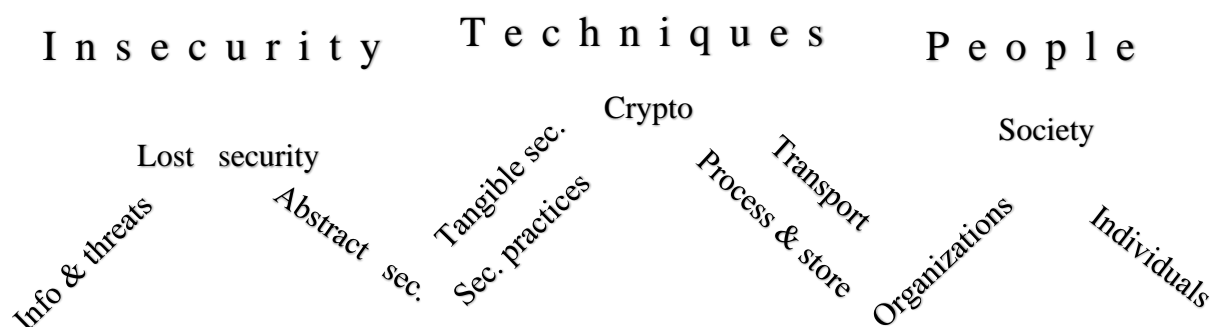 Insecurity
Techniques
People
Lost security
Info & threats
Abstract sec.
Crypto
Tangible sec.
Sec. practices
Process & store
Transport
Society
Organizations
Individuals